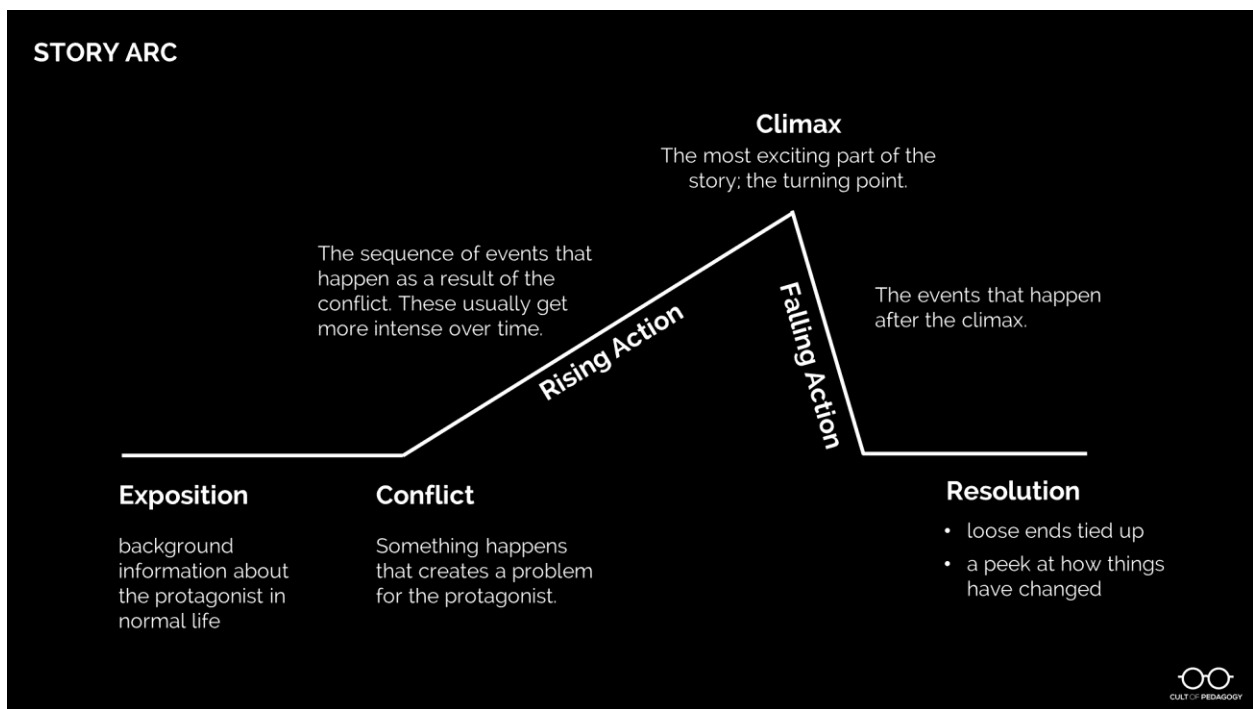 STORY ARC
Climax
The most exciting part of the
story; the turning point.
The sequence of events that
happen as a result of the
conflict. These usually get
more intense over time.
Rising Action
Falling Action
The events that happen
after the climax.
Exposition
background
information about
the protagonist in
normal life
Conflict
Something happens
that creates a problem
for the protagonist.
Resolution
• loose ends tied up
• a peek at how things
have changed
CULT OF PEDAGOGY